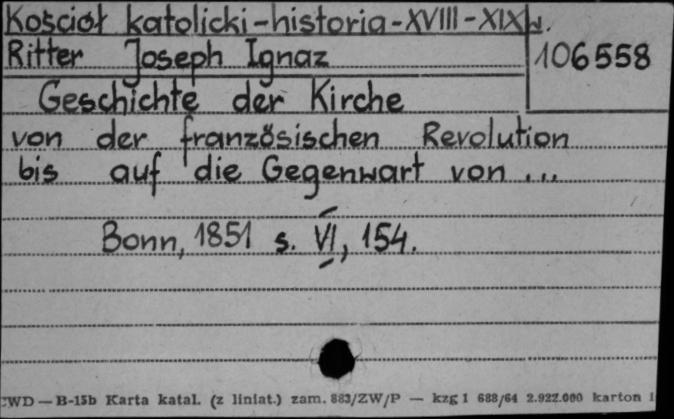 Kościół katolicki-historia-XVIII-XIXw.
Ritter Joseph Ignaz
106558
Geschichte der Kirche
von der französischen Revolution
bis auf die Gegenwart von ...
Bonn, 1851 s. VI, 154.
CWD — B-15b Karta katal. (z liniat.) zam. 883/ZW/P — kzg 1 688/64 2.922.000 karton